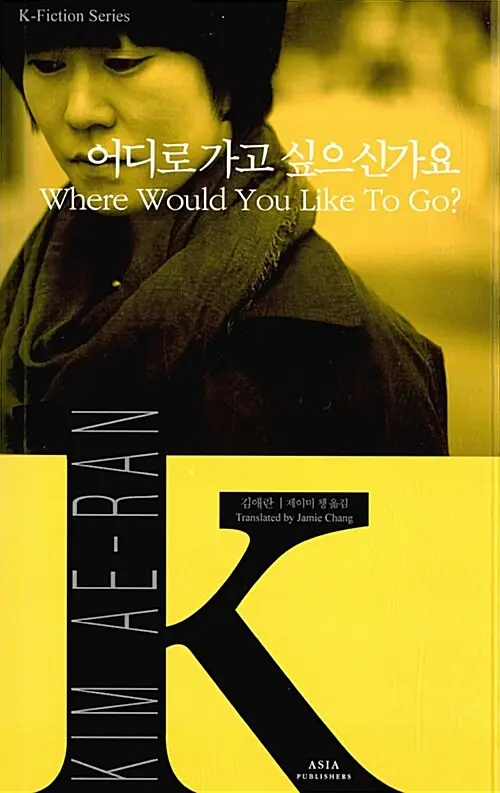 K-Fiction Series
어디로 가고 싶으신가요
Where Would You Like To Go?
KIM AE-RAN
김애란 | 제이미 챙 옮김
Translated by Jamie Chang
K
ASIA
PUBLISHERS